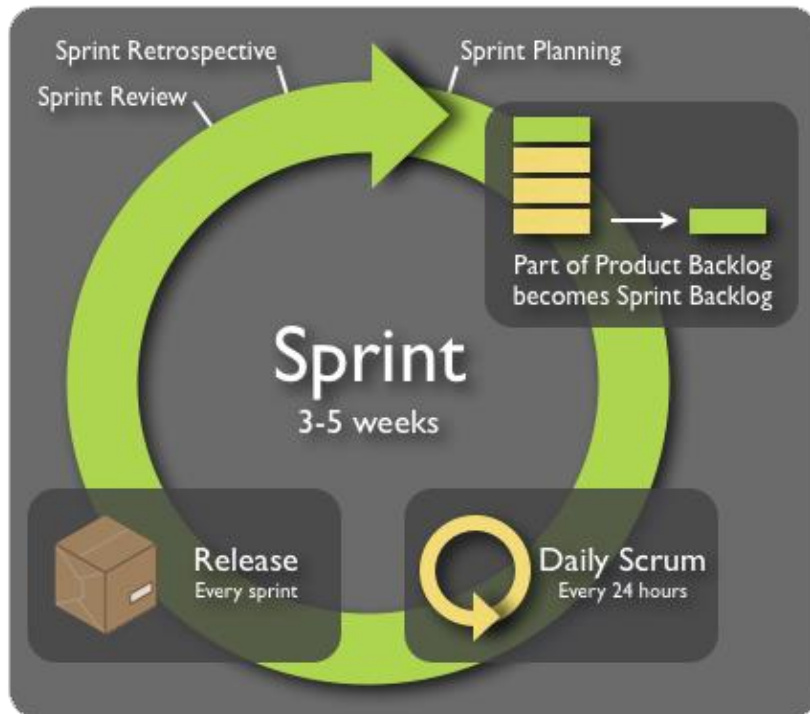 Sprint Retrospective
Sprint Planning
Sprint Review
Part of Product Backlog
becomes Sprint Backlog
Sprint
3-5 weeks
Release
Every sprint
Daily Scrum
Every 24 hours